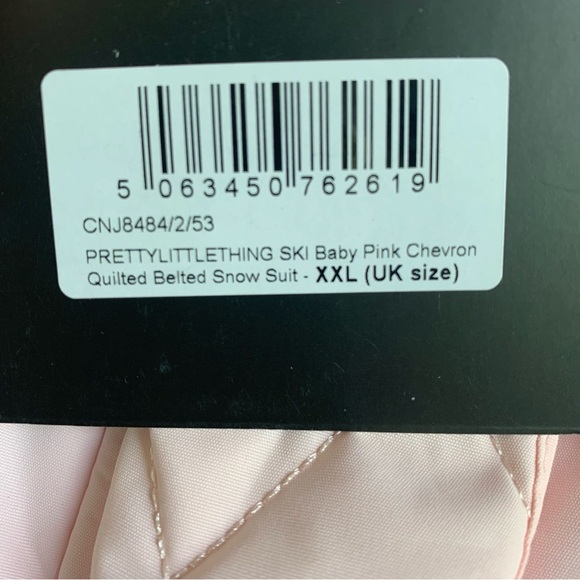 5 063450 762619
CNJ8484/2/53
PRETTYLITTLETHING SKI Baby Pink Chevron
Quilted Belted Snow Suit - XXL (UK size)